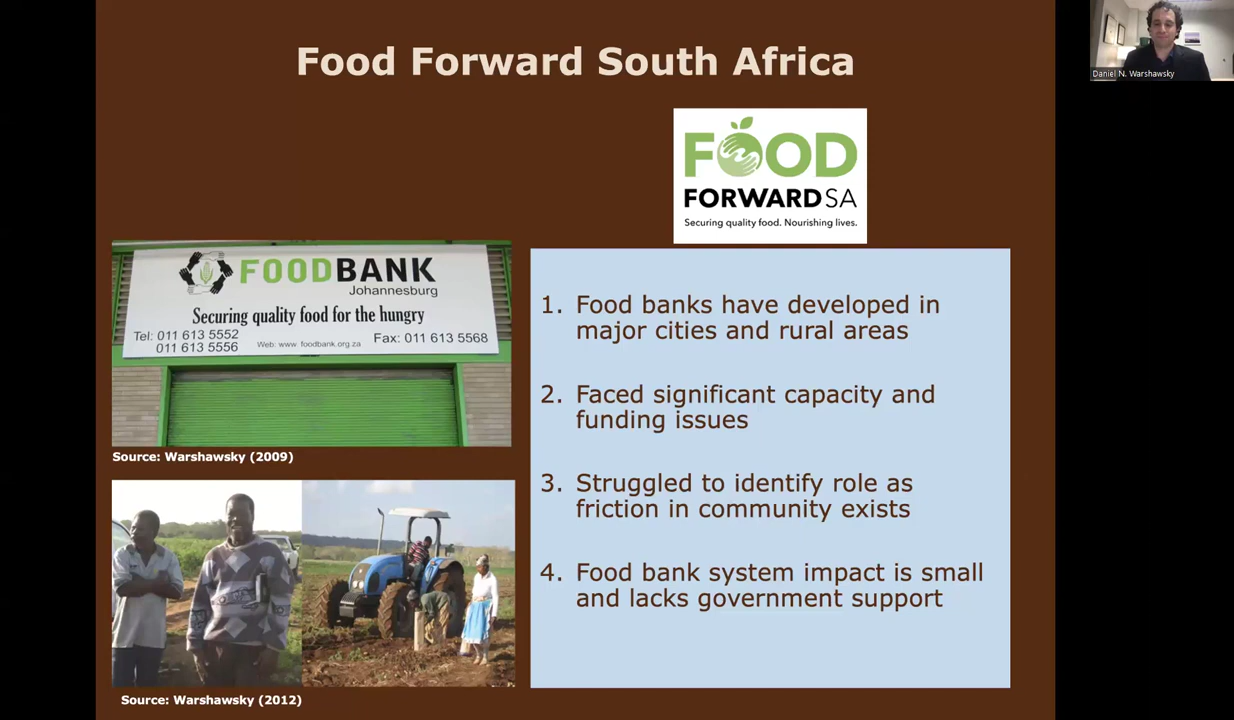 Food Forward South Africa
Daniel N. Warshawsky
FOOD
FORWARDSA
Securing quality food. Nourishing lives.
FOODBANK
Johannesburg
Securing quality food for the hungry
Tel: 011 613 5552
011 613 5556
Web: www.foodbank.org.za
Fax: 011 613 5568
Source: Warshawsky (2009)
1. Food banks have developed in
major cities and rural areas
2. Faced significant capacity and
funding issues
3. Struggled to identify role as
friction in community exists
4. Food bank system impact is small
and lacks government support
Source: Warshawsky (2012)